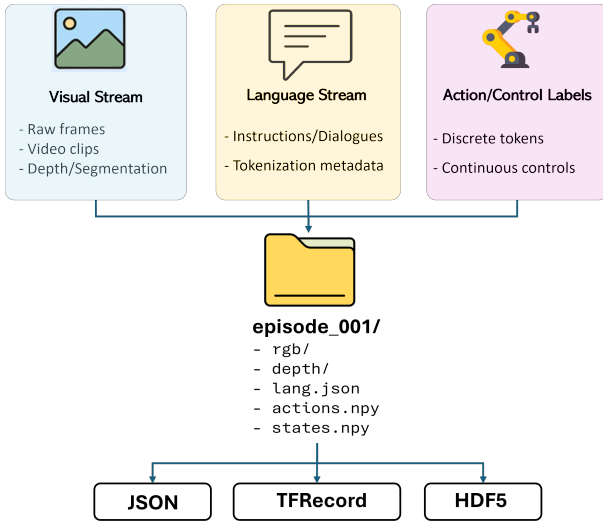 Visual Stream
- Raw frames
- Video clips
- Depth/Segmentation
Language Stream
- Instructions/Dialogues
- Tokenization metadata
Action/Control Labels
- Discrete tokens
- Continuous controls
episode_001/
- rgb/
- depth/
- lang.json
- actions.npy
- states.npy
JSON
TFRecord
HDF5